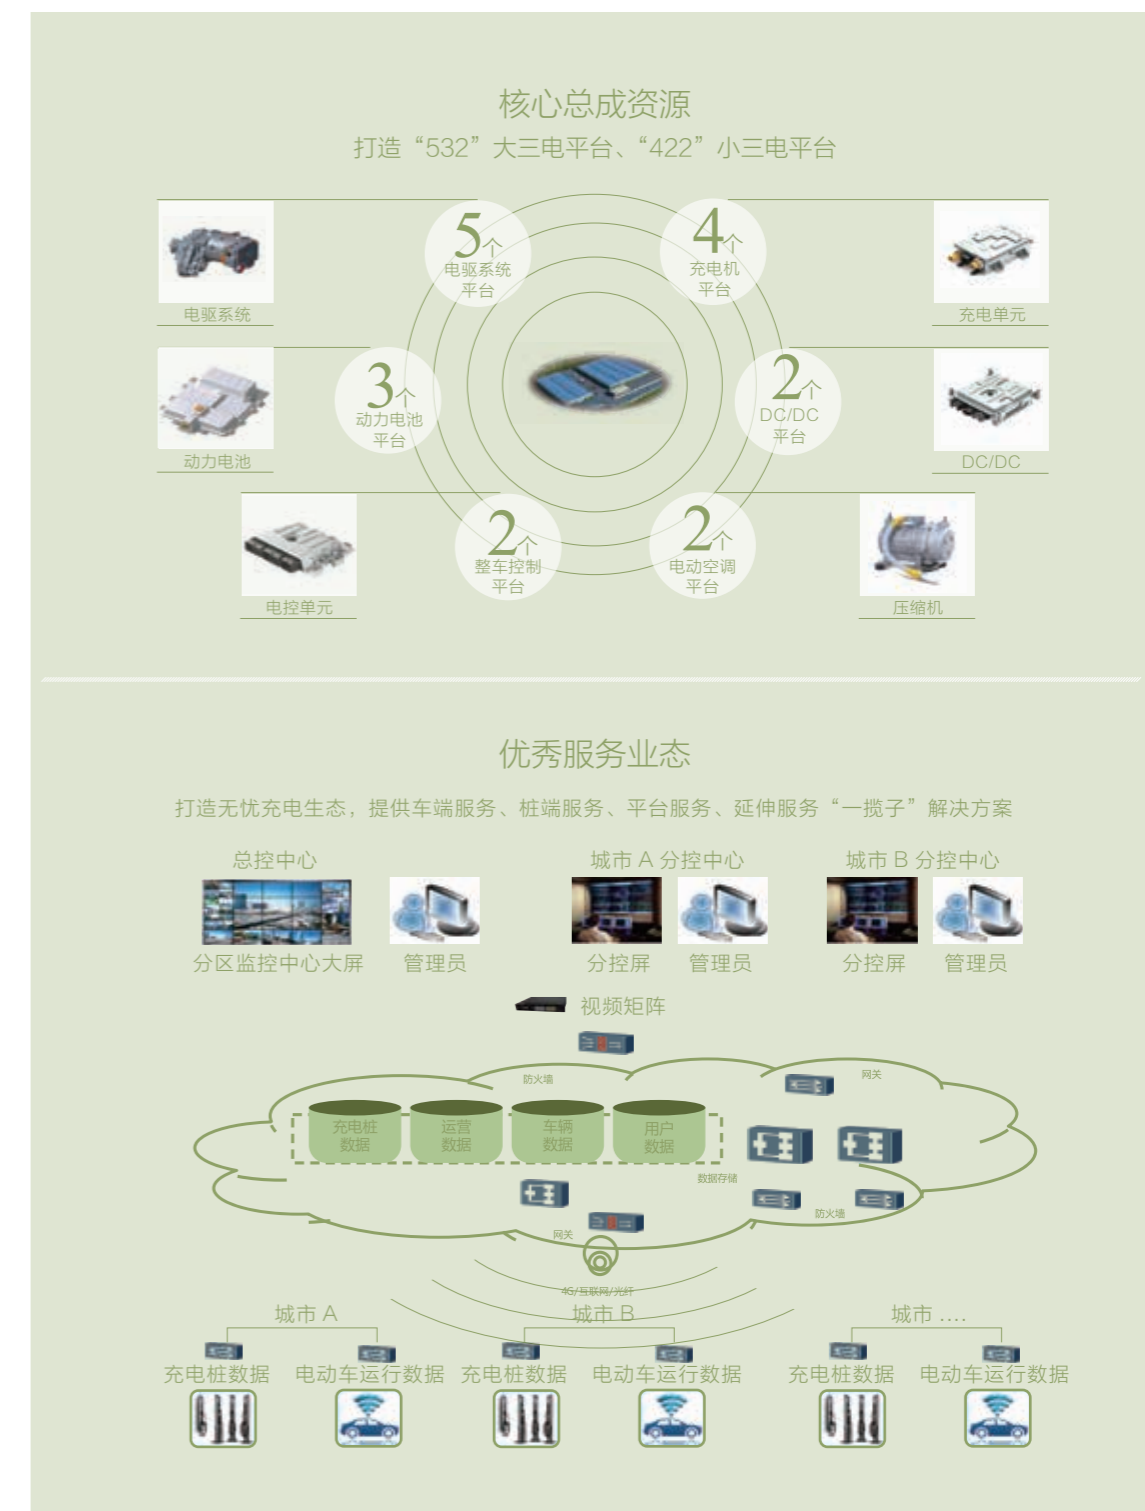 核心总成资源
打造“532”大三电平台、“422”小三电平台
5个
电驱系统
平台
4个
充电机
平台
电驱系统
充电单元
3个
动力电池
平台
2个
DC/DC
平台
动力电池
DC/DC
2个
整车控制
平台
2个
电动空调
平台
电控单元
压缩机
优秀服务业态
打造无忧充电生态，提供车端服务、桩端服务、平台服务、延伸服务“一揽子”解决方案
总控中心
城市 A 分控中心
城市 B 分控中心
分区监控中心大屏
管理员
分控屏
管理员
分控屏
管理员
视频矩阵
防火墙
网关
充电桩
数据
运营
数据
车辆
数据
用户
数据
数据存储
防火墙
网关
4G/互联网/光纤
城市 A
城市 B
城市 ....
充电桩数据
电动车运行数据
充电桩数据
电动车运行数据
充电桩数据
电动车运行数据